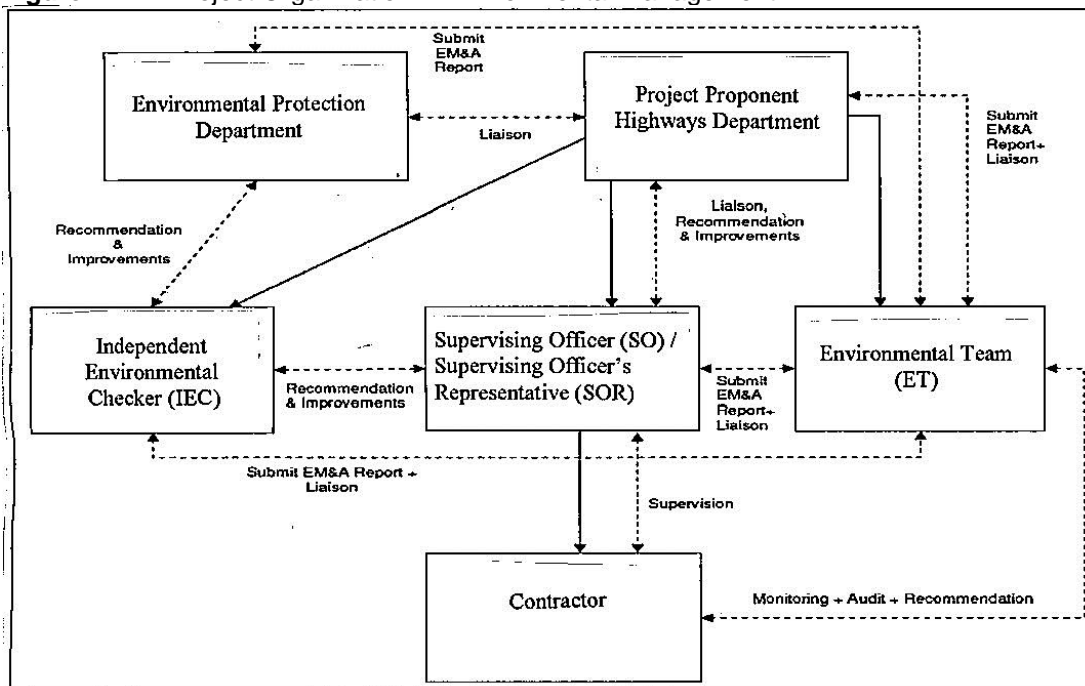 Submit
EM&A
Report
Environmental Protection
Department
Liaison
Project Proponent
Highways Department
Submit
EM&A
Report+
Liaison
Recommendation
&
Improvements
Liaison,
Recommendation
& Improvements
Independent
Environmental
Checker (IEC)
Recommendation
& Improvements
Supervising Officer (SO) /
Supervising Officer's
Representative (SOR)
Submit
EM&A
Report+
Liaison
Environmental Team
(ET)
Submit EM&A Report +
Liaison
Supervision
Contractor
Monitoring + Audit + Recommendation